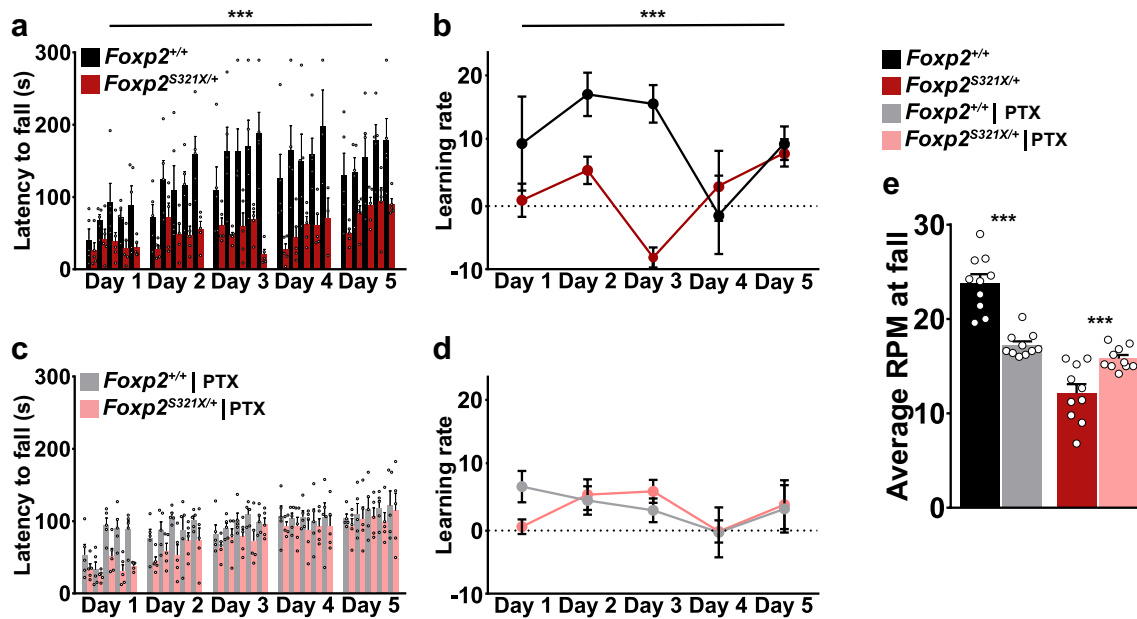 a
***
Latency to fall (s)
300
200
100
0
Foxp2+/+
Foxp2S321X/+
Day 1 Day 2 Day 3 Day 4 Day 5
b
***
Learning rate
20
10
0
-10
Day 1 Day 2 Day 3 Day 4 Day 5
Foxp2+/+
Foxp2S321X/+
Foxp2+/+ | PTX
Foxp2S321X/+ | PTX
c
Latency to fall (s)
300
200
100
0
Foxp2+/+ | PTX
Foxp2S321X/+ | PTX
Day 1 Day 2 Day 3 Day 4 Day 5
d
Learning rate
20
10
0
-10
Day 1 Day 2 Day 3 Day 4 Day 5
e
***
***
Average RPM at fall
30
20
10
0